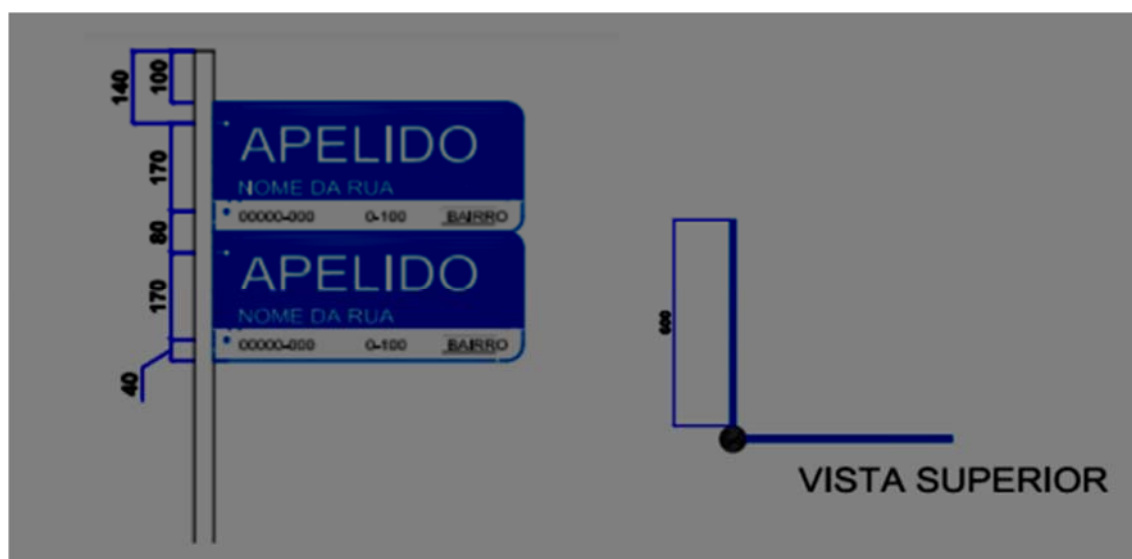 140
100
APELIDO
170
NOME DA RUA
00000-000 0-100 BAIRRO
80
APELIDO
170
NOME DA RUA
00000-000 0-100 BAIRRO
40
600
VISTA SUPERIOR